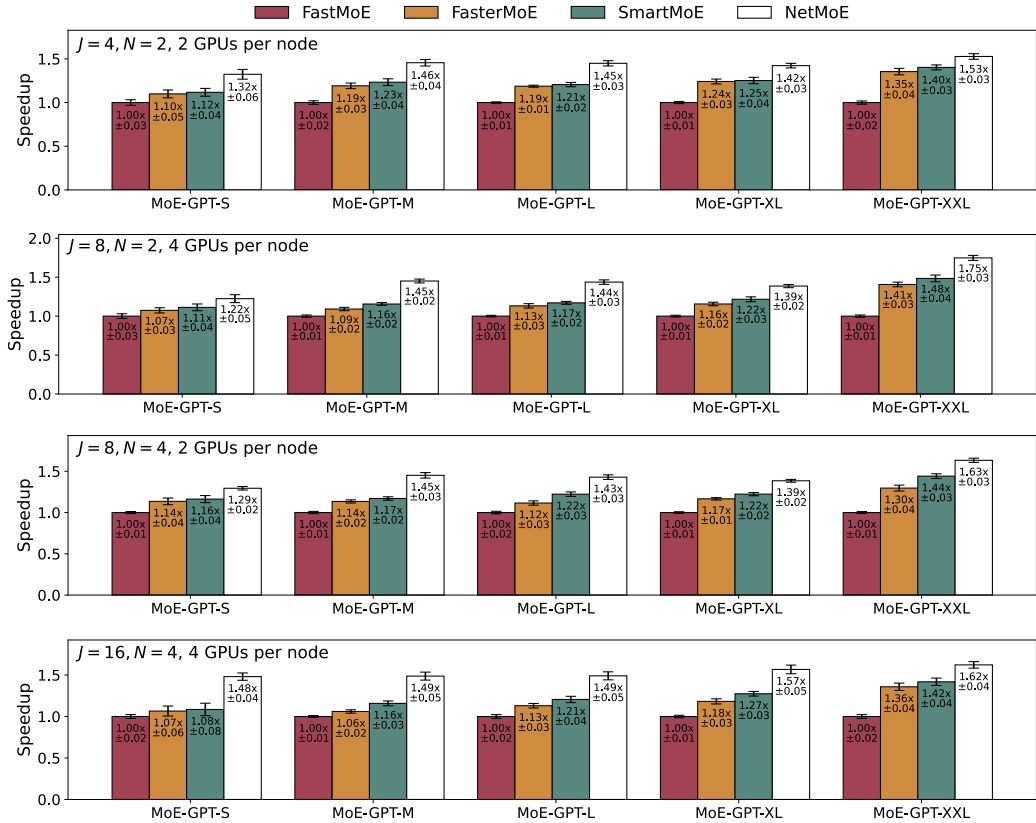 FastMoE FasterMoE SmartMoE NetMoE
J = 4, N = 2, 2 GPUs per node
Speedup
1.5
1.0
0.5
0.0
1.00x ±0.03
1.10x ±0.05
1.12x ±0.04
1.32x ±0.06
1.00x ±0.02
1.19x ±0.03
1.23x ±0.04
1.46x ±0.04
1.00x ±0.01
1.19x ±0.01
1.21x ±0.02
1.45x ±0.03
1.00x ±0.01
1.24x ±0.03
1.25x ±0.04
1.42x ±0.03
1.00x ±0.02
1.35x ±0.04
1.40x ±0.03
1.53x ±0.03
MoE-GPT-S MoE-GPT-M MoE-GPT-L MoE-GPT-XL MoE-GPT-XXL
J = 8, N = 2, 4 GPUs per node
Speedup
2.0
1.5
1.0
0.5
0.0
1.00x ±0.03
1.07x ±0.03
1.11x ±0.04
1.22x ±0.05
1.00x ±0.01
1.09x ±0.02
1.16x ±0.02
1.45x ±0.02
1.00x ±0.01
1.13x ±0.03
1.17x ±0.02
1.44x ±0.03
1.00x ±0.01
1.16x ±0.02
1.22x ±0.03
1.39x ±0.02
1.00x ±0.01
1.41x ±0.03
1.48x ±0.04
1.75x ±0.03
MoE-GPT-S MoE-GPT-M MoE-GPT-L MoE-GPT-XL MoE-GPT-XXL
J = 8, N = 4, 2 GPUs per node
Speedup
1.5
1.0
0.5
0.0
1.00x ±0.01
1.14x ±0.04
1.16x ±0.04
1.29x ±0.02
1.00x ±0.01
1.14x ±0.02
1.17x ±0.02
1.45x ±0.03
1.00x ±0.02
1.12x ±0.03
1.22x ±0.03
1.43x ±0.03
1.00x ±0.01
1.17x ±0.01
1.22x ±0.02
1.39x ±0.02
1.00x ±0.01
1.30x ±0.04
1.44x ±0.03
1.63x ±0.03
MoE-GPT-S MoE-GPT-M MoE-GPT-L MoE-GPT-XL MoE-GPT-XXL
J = 16, N = 4, 4 GPUs per node
Speedup
1.5
1.0
0.5
0.0
1.00x ±0.02
1.07x ±0.06
1.08x ±0.08
1.48x ±0.04
1.00x ±0.01
1.06x ±0.02
1.16x ±0.03
1.49x ±0.05
1.00x ±0.02
1.13x ±0.03
1.21x ±0.04
1.49x ±0.05
1.00x ±0.01
1.18x ±0.03
1.27x ±0.03
1.57x ±0.05
1.00x ±0.02
1.36x ±0.04
1.42x ±0.04
1.62x ±0.04
MoE-GPT-S MoE-GPT-M MoE-GPT-L MoE-GPT-XL MoE-GPT-XXL